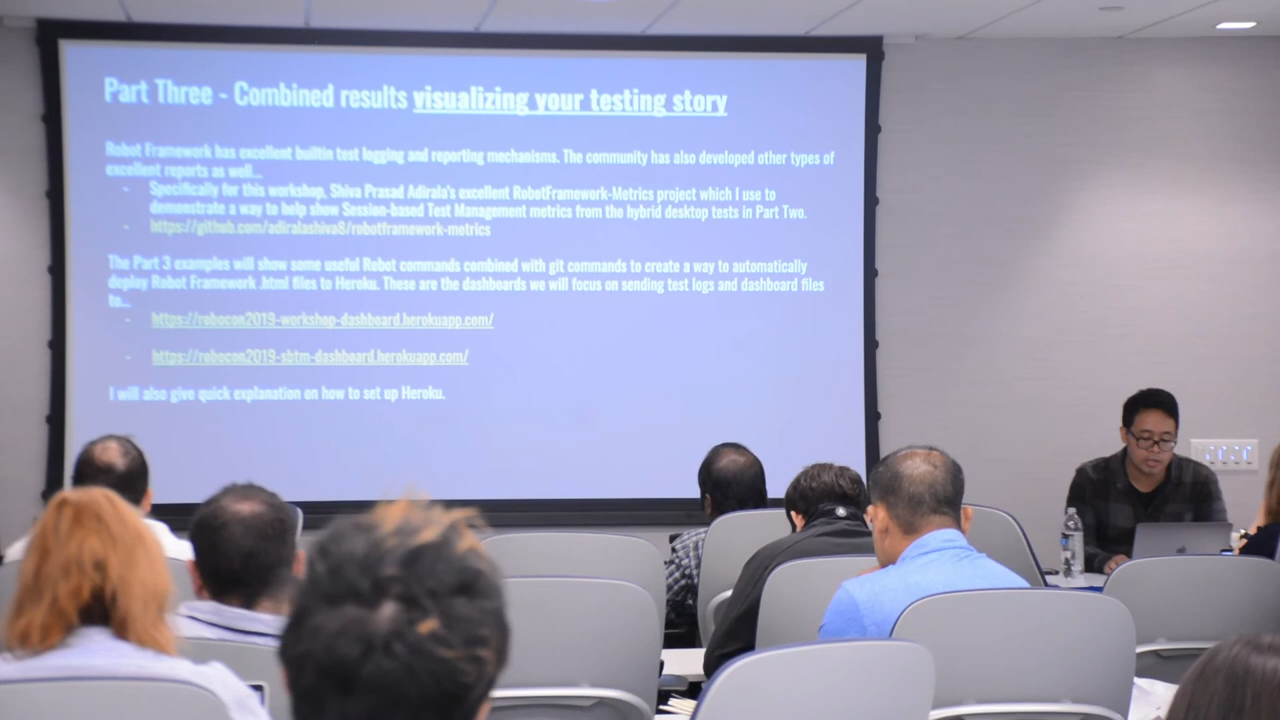 Part Three - Combined results visualizing your testing story
Robot Framework has excellent builtin test logging and reporting mechanisms. The community has also developed other types of
excellent reports as well...
- Specifically for this workshop, Shiva Prasad Adirala's excellent RobotFramework-Metrics project which I use to
demonstrate a way to help show Session-based Test Management metrics from the hybrid desktop tests in Part Two.
- https://github.com/adiralashiva8/robotframework-metrics
The Part 3 examples will show some useful Robot commands combined with git commands to create a way to automatically
deploy Robot Framework .html files to Heroku. These are the dashboards we will focus on sending test logs and dashboard files
to...
- https://robocon2019-workshop-dashboard.herokuapp.com/
- https://robocon2019-sbtm-dashboard.herokuapp.com/
I will also give quick explanation on how to set up Heroku.